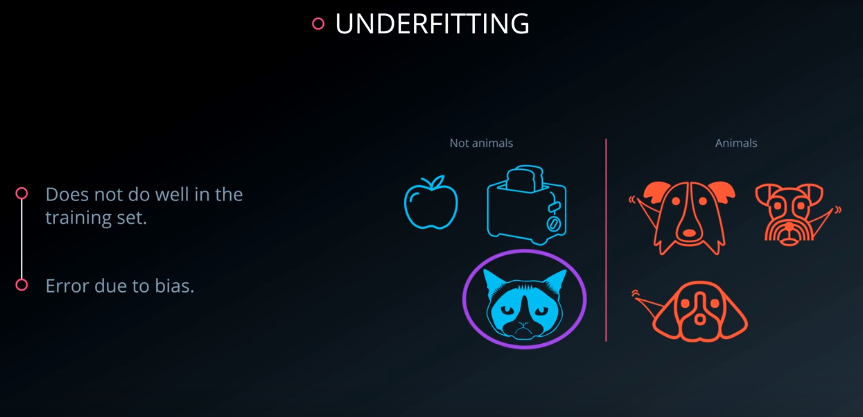 UNDERFITTING
Not animals
Animals
Does not do well in the
training set.
Error due to bias.